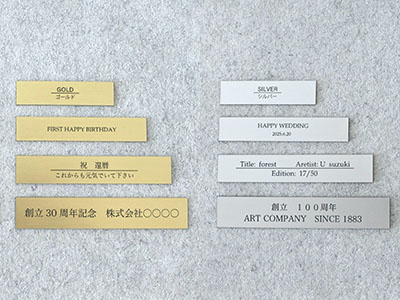 GOLD
ゴールド
FIRST HAPPY BIRTHDAY
祝 還暦
これからも元気でいて下さい
創立30周年記念 株式会社〇〇〇〇
SILVER
シルバー
HAPPY WEDDING
2025.6.20
Title: forest Aretist: U suzuki
Edition: 17/50
創立 100周年
ART COMPANY SINCE 1883